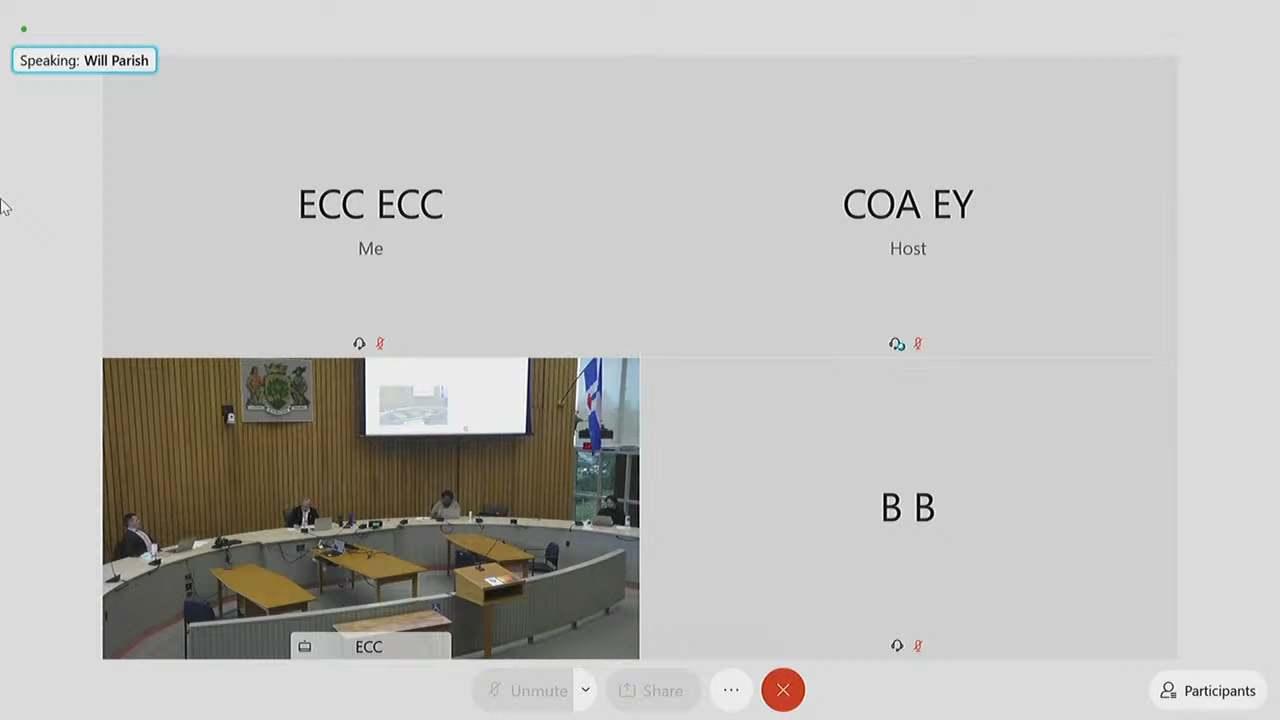 Speaking: Will Parish
ECC ECC
Me
COA EY
Host
ECC
B B
Unmute
Share
Participants